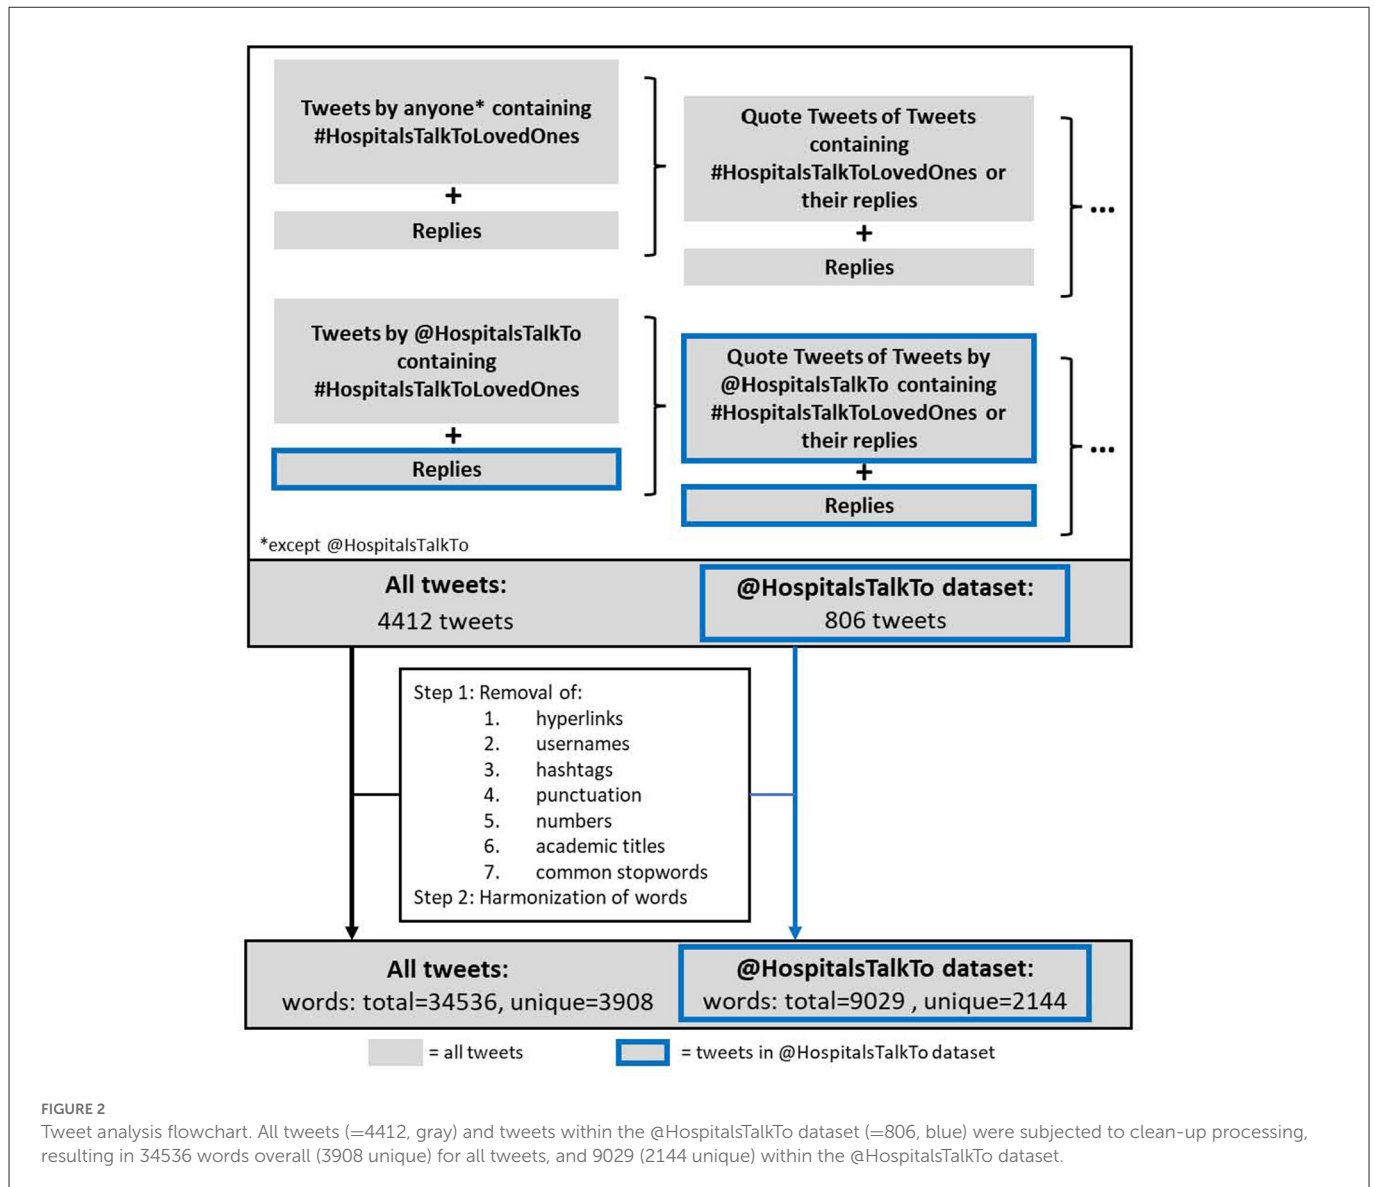 Tweets by anyone* containing
#HospitalsTalkToLovedOnes
+
Replies
Quote Tweets of Tweets
containing
#HospitalsTalkToLovedOnes or
their replies
+
Replies
...
Tweets by @HospitalsTalkTo
containing
#HospitalsTalkToLovedOnes
+
Replies
Quote Tweets of Tweets by
@HospitalsTalkTo containing
#HospitalsTalkToLovedOnes or
their replies
+
Replies
...
*except @HospitalsTalkTo
All tweets:
4412 tweets
@HospitalsTalkTo dataset:
806 tweets
Step 1: Removal of:
1. hyperlinks
2. usernames
3. hashtags
4. punctuation
5. numbers
6. academic titles
7. common stopwords
Step 2: Harmonization of words
All tweets:
words: total=34536, unique=3908
@HospitalsTalkTo dataset:
words: total=9029 , unique=2144
= all tweets
= tweets in @HospitalsTalkTo dataset
FIGURE 2
Tweet analysis flowchart. All tweets (=4412, gray) and tweets within the @HospitalsTalkTo dataset (=806, blue) were subjected to clean-up processing,
resulting in 34536 words overall (3908 unique) for all tweets, and 9029 (2144 unique) within the @HospitalsTalkTo dataset.